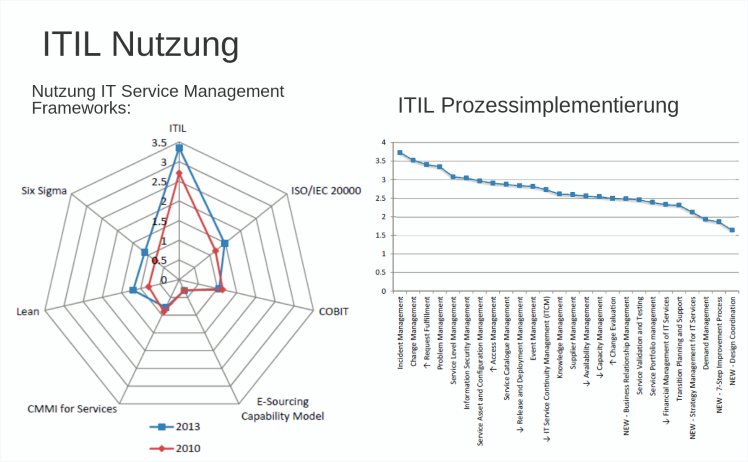 ITIL Nutzung
Nutzung IT Service Management
Frameworks:
ITIL
3.5
3
2.5
2
1.5
1
0.5
0
ISO/IEC 20000
COBIT
E-Sourcing
Capability Model
CMMI for Services
Lean
Six Sigma
2013
2010
ITIL Prozessimplementierung
4
3.5
3
2.5
2
1.5
1
0.5
0
Incident Management
Change Management
↑ Request Fulfillment
Problem Management
Service Level Management
Information Security Management
Service Asset and Configuration Management
↑ Access Management
Service Catalogue Management
↓ Release and Deployment Management
Event Management
↓ IT Service Continuity Management (ITCM)
Knowledge Management
Supplier Management
↓ Availability Management
↓ Capacity Management
↑ Change Evaluation
NEW - Business Relationship Management
Service Validation and Testing
Service Portfolio management
↓ Financial Management of IT Services
Transition Planning and Support
NEW - Strategy Management for IT Services
Demand Management
NEW - 7-Step Improvement Process
NEW - Design Coordination